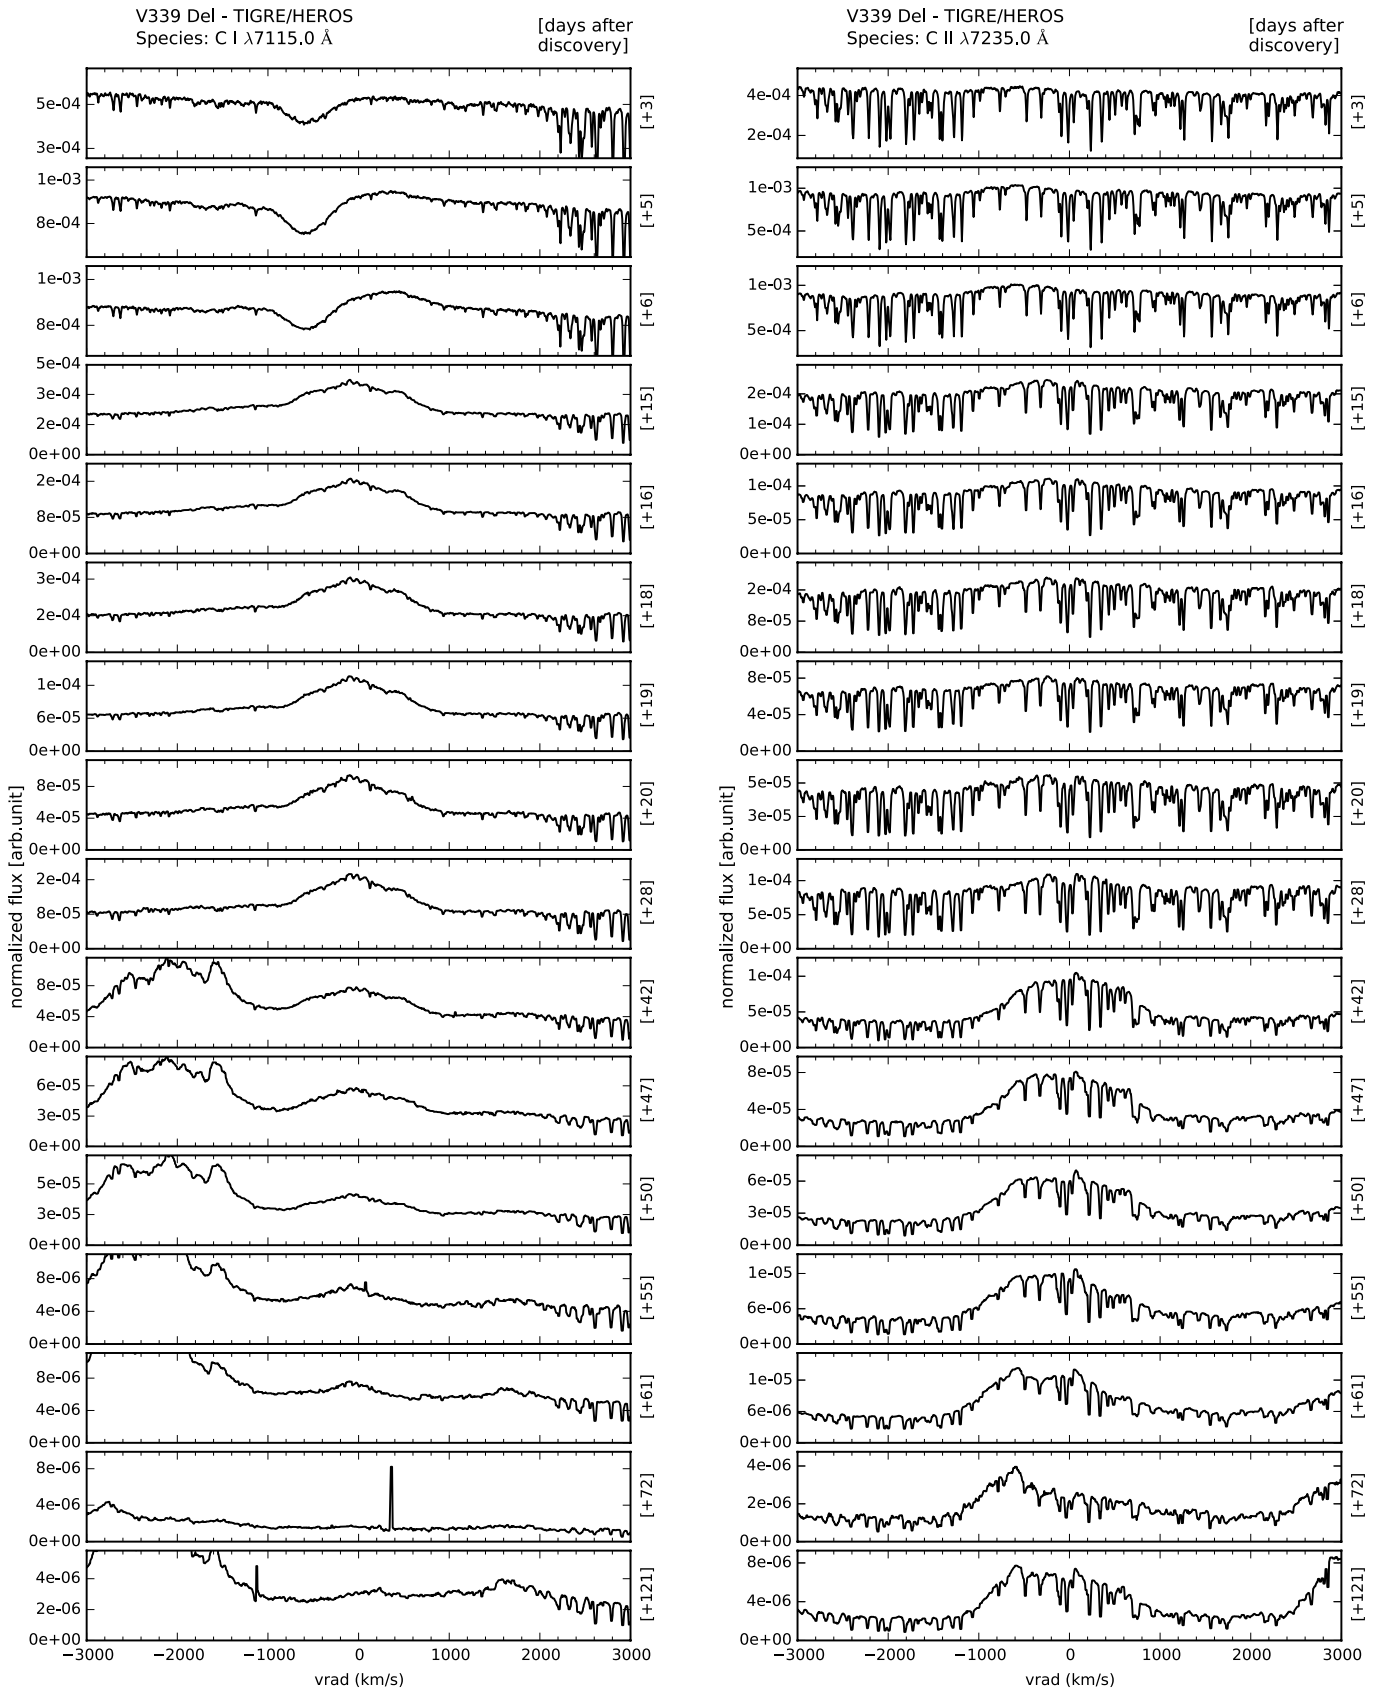 V339 Del - TIGRE/HEROS
Species: C I λ7115.0 Å
[days after
discovery]
5e-04
3e-04
[+3]
1e-03
8e-04
[+5]
1e-03
8e-04
[+6]
5e-04
3e-04
2e-04
0e+00
[+15]
2e-04
8e-05
0e+00
[+16]
3e-04
2e-04
0e+00
[+18]
1e-04
6e-05
0e+00
[+19]
8e-05
4e-05
0e+00
[+20]
2e-04
8e-05
0e+00
[+28]
8e-05
4e-05
0e+00
[+42]
6e-05
3e-05
0e+00
[+47]
5e-05
3e-05
0e+00
[+50]
8e-06
4e-06
0e+00
[+55]
8e-06
4e-06
0e+00
[+61]
8e-06
4e-06
0e+00
[+72]
4e-06
2e-06
0e+00
[+121]
−3000 −2000 −1000 0 1000 2000 3000
vrad (km/s)
normalized flux [arb.unit]
V339 Del - TIGRE/HEROS
Species: C II λ7235.0 Å
[days after
discovery]
4e-04
2e-04
[+3]
1e-03
5e-04
[+5]
1e-03
5e-04
[+6]
2e-04
1e-04
0e+00
[+15]
1e-04
5e-05
0e+00
[+16]
2e-04
8e-05
0e+00
[+18]
8e-05
4e-05
0e+00
[+19]
5e-05
3e-05
0e+00
[+20]
1e-04
5e-05
0e+00
[+28]
1e-04
5e-05
0e+00
[+42]
8e-05
4e-05
0e+00
[+47]
6e-05
3e-05
0e+00
[+50]
1e-05
6e-06
0e+00
[+55]
1e-05
6e-06
0e+00
[+61]
4e-06
2e-06
0e+00
[+72]
8e-06
4e-06
0e+00
[+121]
−3000 −2000 −1000 0 1000 2000 3000
vrad (km/s)
normalized flux [arb.unit]